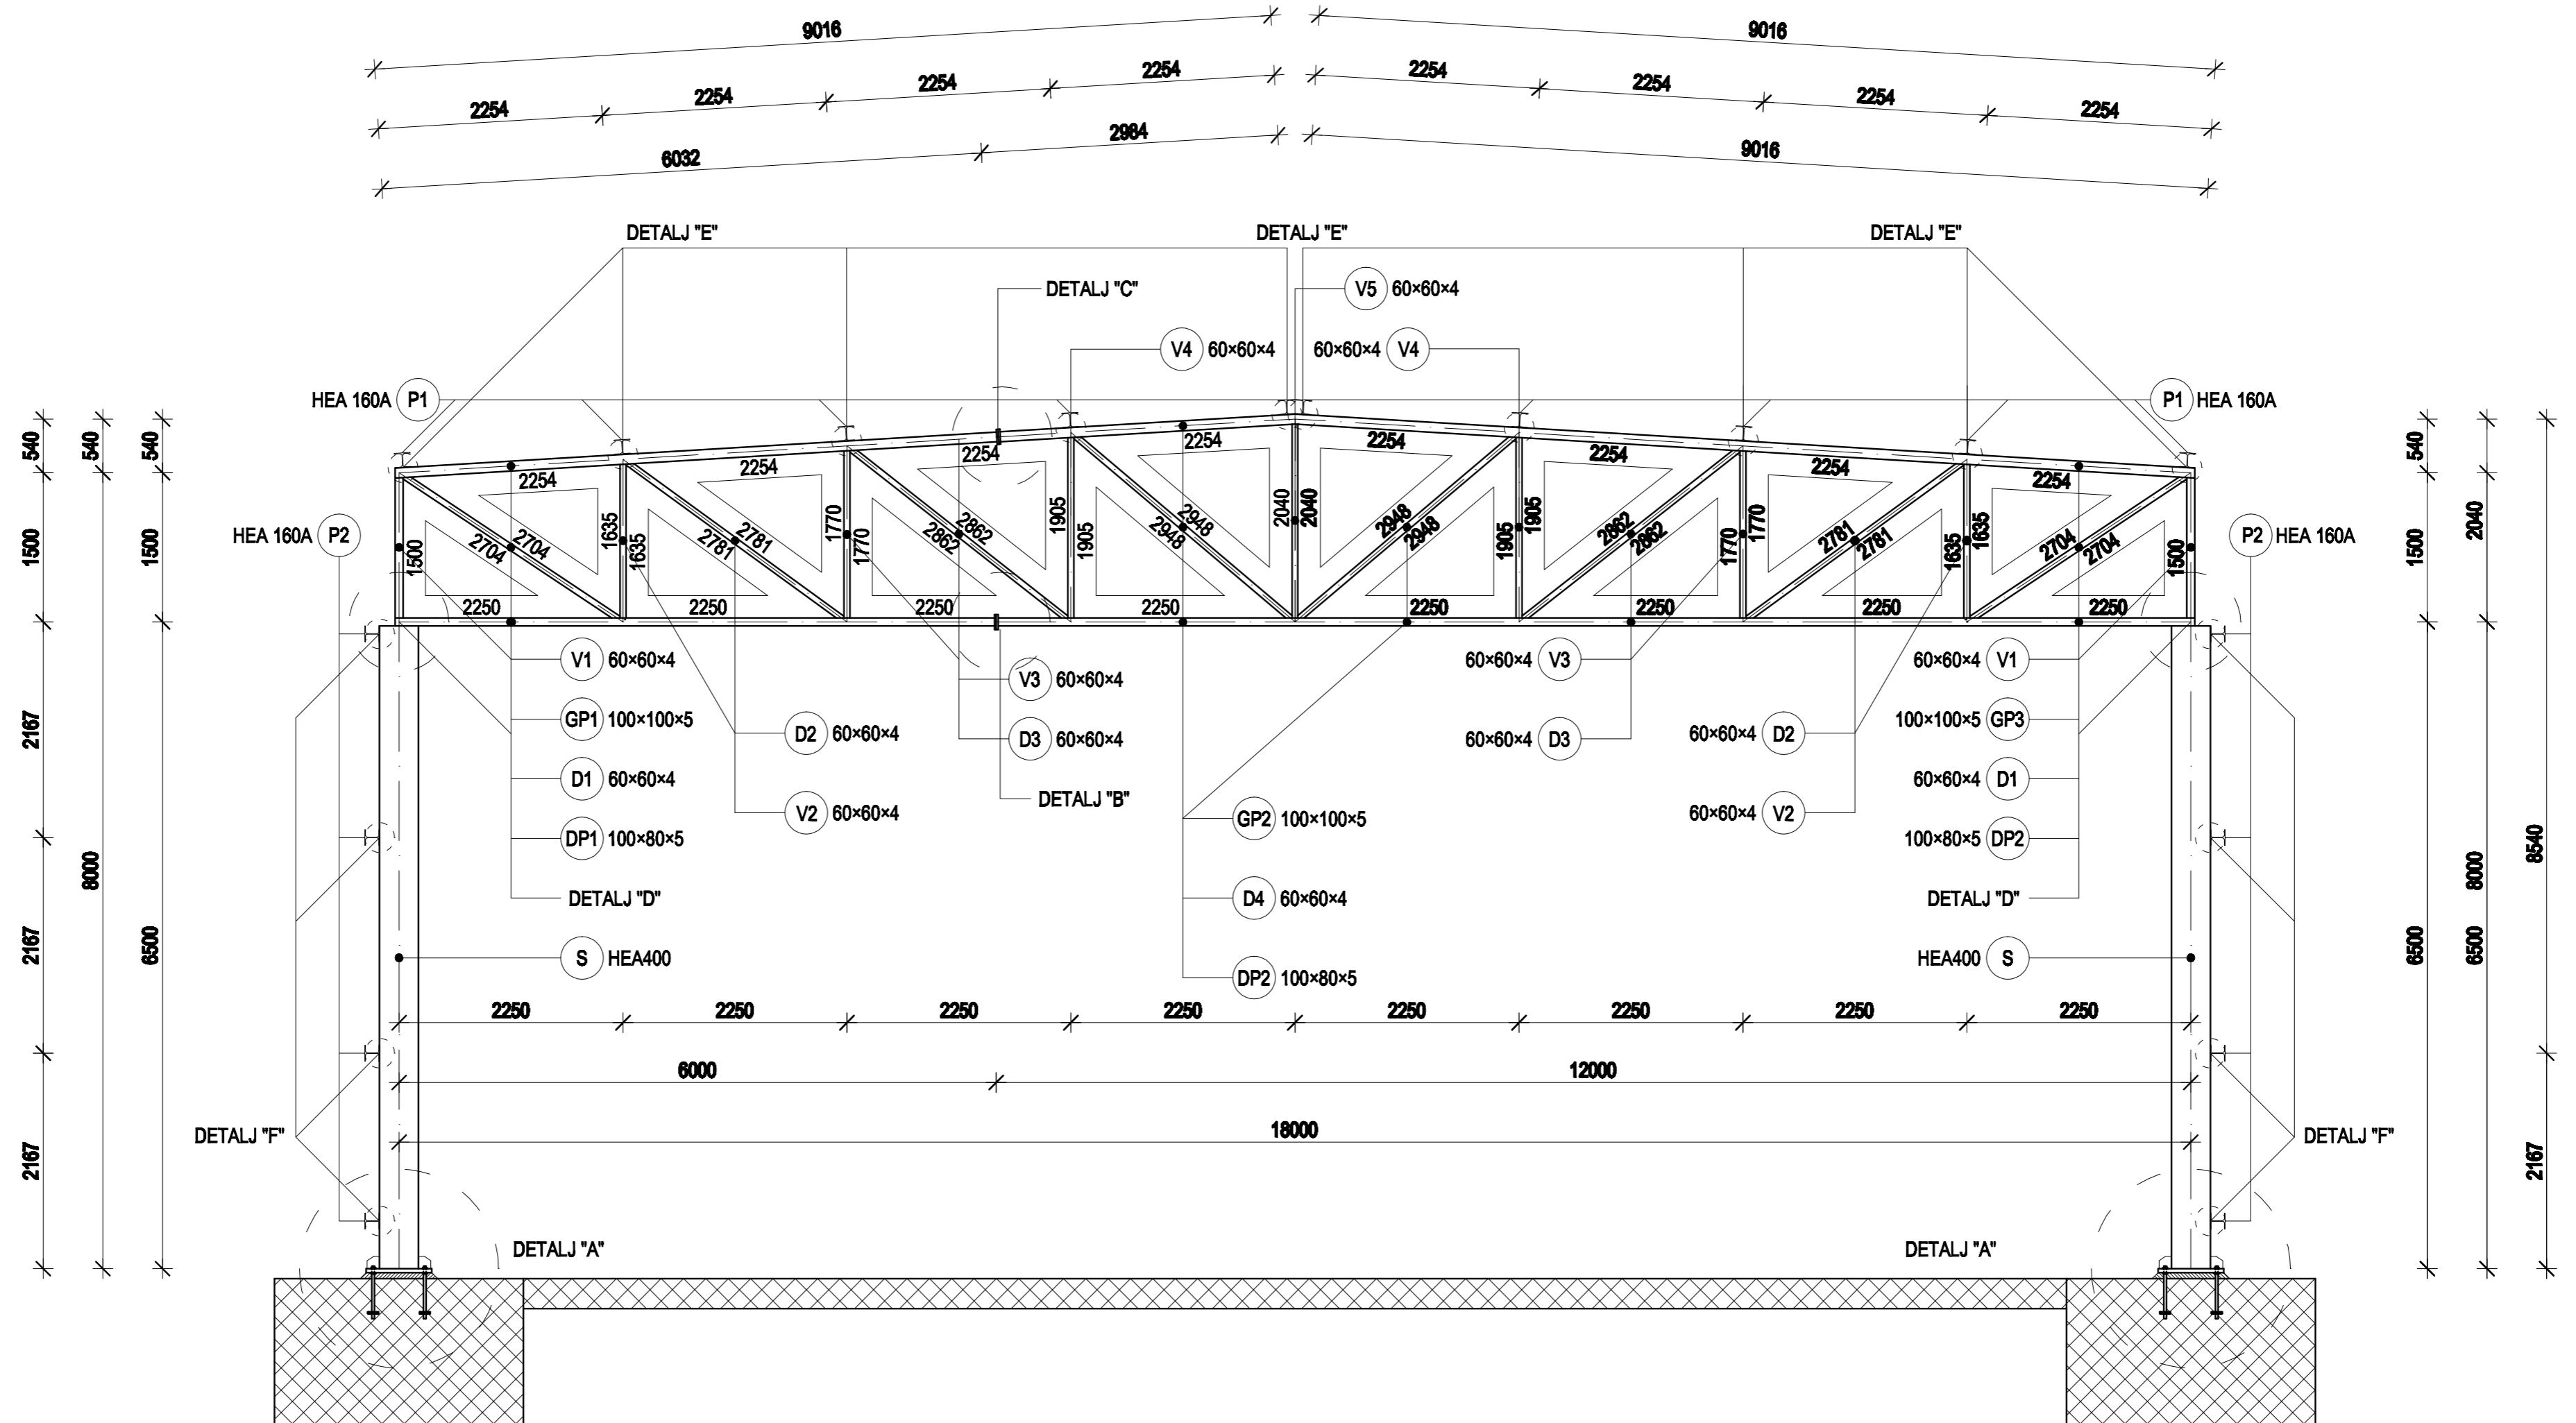 9016 9016
2254 2254 2254 2254 2254 2254 2254 2254
6032 2984 9016
DETALJ "E" DETALJ "E" DETALJ "E"
DETALJ "C" V5 60×60×4
V4 60×60×4 60×60×4 V4
HEA 160A P1 P1 HEA 160A
540 540 540 540
2254 2254 2254 2254 2254 2254 2254 2254
HEA 160A P2 P2 HEA 160A
1500 1500 1500 2040
1500 2704 2704 1635 1635 2781 2781 1770 1770 2862 2862 1905 1905 2948 2948 2040 2040 2948 2948 1905 1905 2862 2862 1770 1770 2781 2781 1635 1635 2704 2704 1500
2250 2250 2250 2250 2250 2250 2250 2250
V1 60×60×4 V3 60×60×4 60×60×4 V3 60×60×4 V1
GP1 100×100×5 D2 60×60×4 D3 60×60×4 60×60×4 D3 60×60×4 D2 100×100×5 GP3
D1 60×60×4 60×60×4 D1
DETALJ "B"
V2 60×60×4 GP2 100×100×5 60×60×4 V2
DP1 100×80×5 100×80×5 DP2
DETALJ "D" D4 60×60×4 DETALJ "D"
S HEA400 HEA400 S
DP2 100×80×5
2167 8000 6500 6500 8000 6500 8540
2167
2167 2167
2250 2250 2250 2250 2250 2250 2250 2250
6000 12000
18000
DETALJ "F" DETALJ "F"
DETALJ "A" DETALJ "A"